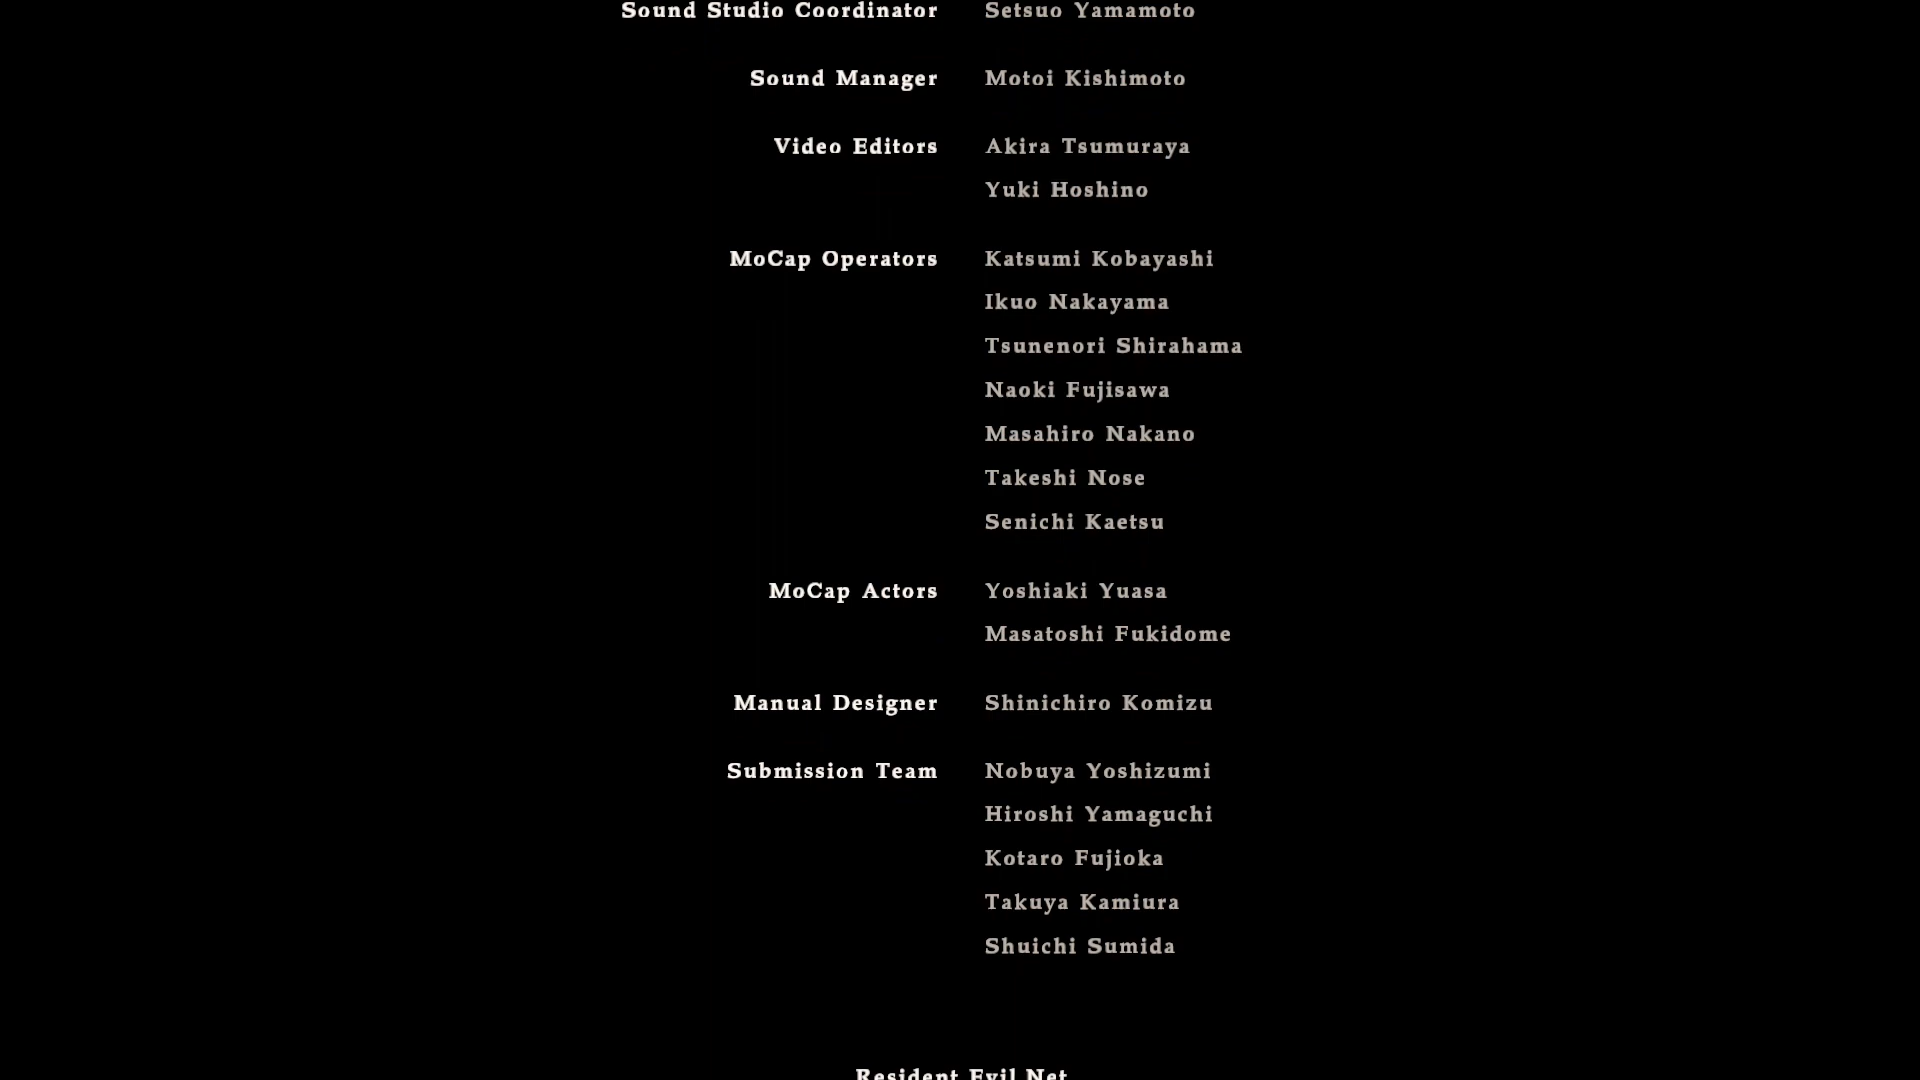 Sound Studio Coordinator Setsuo Yamamoto
Sound Manager Motoi Kishimoto
Video Editors Akira Tsumuraya
Yuki Hoshino
MoCap Operators Katsumi Kobayashi
Ikuo Nakayama
Tsunenori Shirahama
Naoki Fujisawa
Masahiro Nakano
Takeshi Nose
Senichi Kaetsu
MoCap Actors Yoshiaki Yuasa
Masatoshi Fukidome
Manual Designer Shinichiro Komizu
Submission Team Nobuya Yoshizumi
Hiroshi Yamaguchi
Kotaro Fujioka
Takuya Kamiura
Shuichi Sumida
Resident Evil.Net